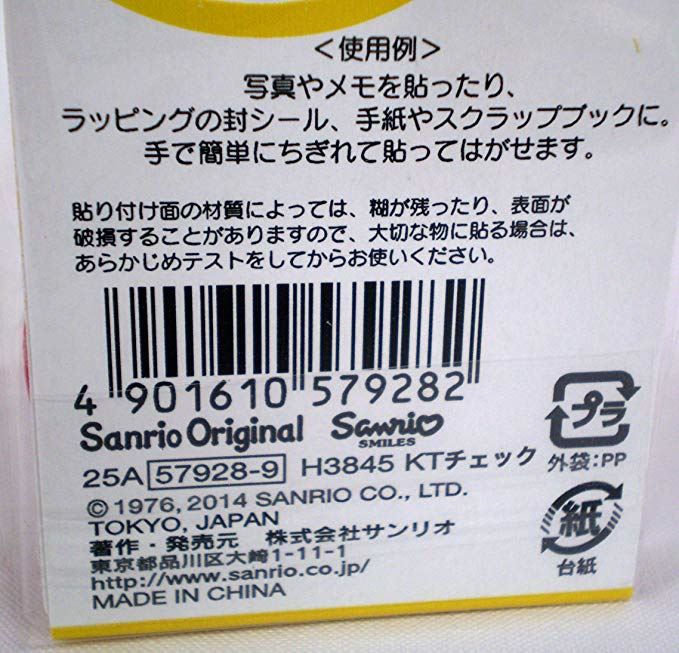 <使用例>
写真やメモを貼ったり、
ラッピングの封シール、手紙やスクラップブックに。
手で簡単にちぎれて貼ってはがせます。
貼り付け面の材質によっては、糊が残ったり、表面が
破損することがありますので、大切な物に貼る場合は、
あらかじめテストをしてからお使いください。
4 901610 579282
Sanrio Original Sanrio SMILES
25A 57928-9 H3845 KTチェック
プラ
外袋:PP
© 1976, 2014 SANRIO CO., LTD.
TOKYO, JAPAN
著作・発売元 株式会社サンリオ
東京都品川区大崎1-11-1
http://www.sanrio.co.jp/
MADE IN CHINA
紙
台紙